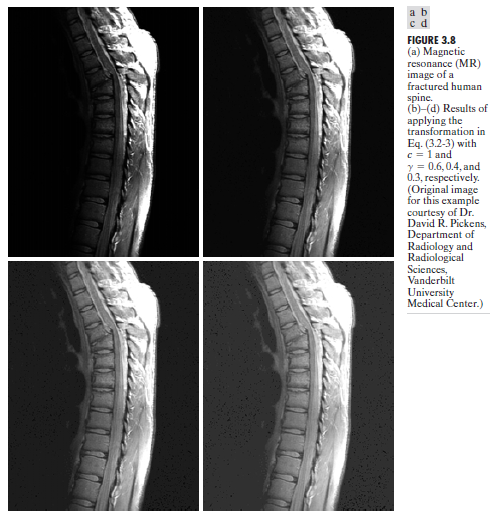 a b
c d
FIGURE 3.8
(a) Magnetic
resonance (MR)
image of a
fractured human
spine.
(b)–(d) Results of
applying the
transformation in
Eq. (3.2-3) with
c = 1 and
γ = 0.6, 0.4, and
0.3, respectively.
(Original image
for this example
courtesy of Dr.
David R. Pickens,
Department of
Radiology and
Radiological
Sciences,
Vanderbilt
University
Medical Center.)